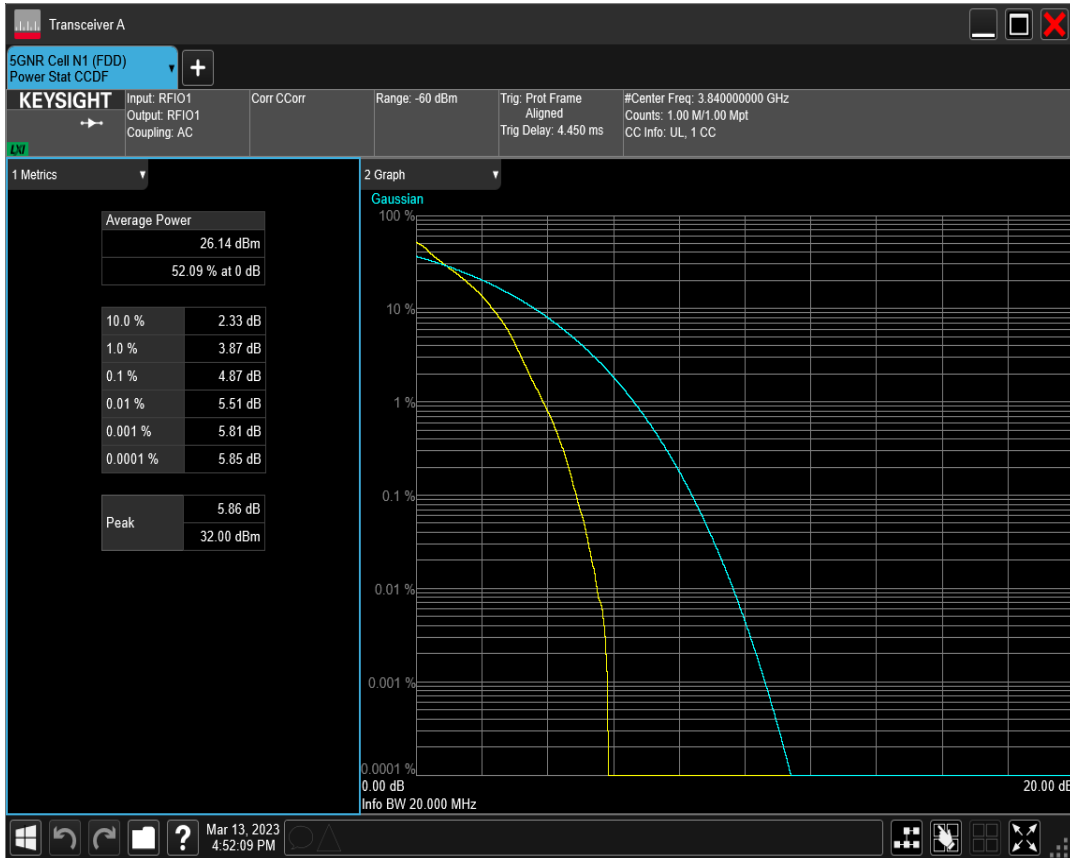 Transceiver A
5GNR Cell N1 (FDD)
Power Stat CCDF
KEYSIGHT
LXI
Input: RFIO1
Output: RFIO1
Coupling: AC
Corr CCorr
Range: -60 dBm
Trig: Prot Frame
Aligned
Trig Delay: 4.450 ms
#Center Freq: 3.840000000 GHz
Counts: 1.00 M/1.00 Mpt
CC Info: UL, 1 CC
1 Metrics
Average Power
26.14 dBm
52.09 % at 0 dB
10.0 % 2.33 dB
1.0 % 3.87 dB
0.1 % 4.87 dB
0.01 % 5.51 dB
0.001 % 5.81 dB
0.0001 % 5.85 dB
Peak 5.86 dB
32.00 dBm
2 Graph
Gaussian
100 %
10 %
1 %
0.1 %
0.01 %
0.001 %
0.0001 %
0.00 dB 20.00 dB
Info BW 20.000 MHz
Mar 13, 2023
4:52:09 PM